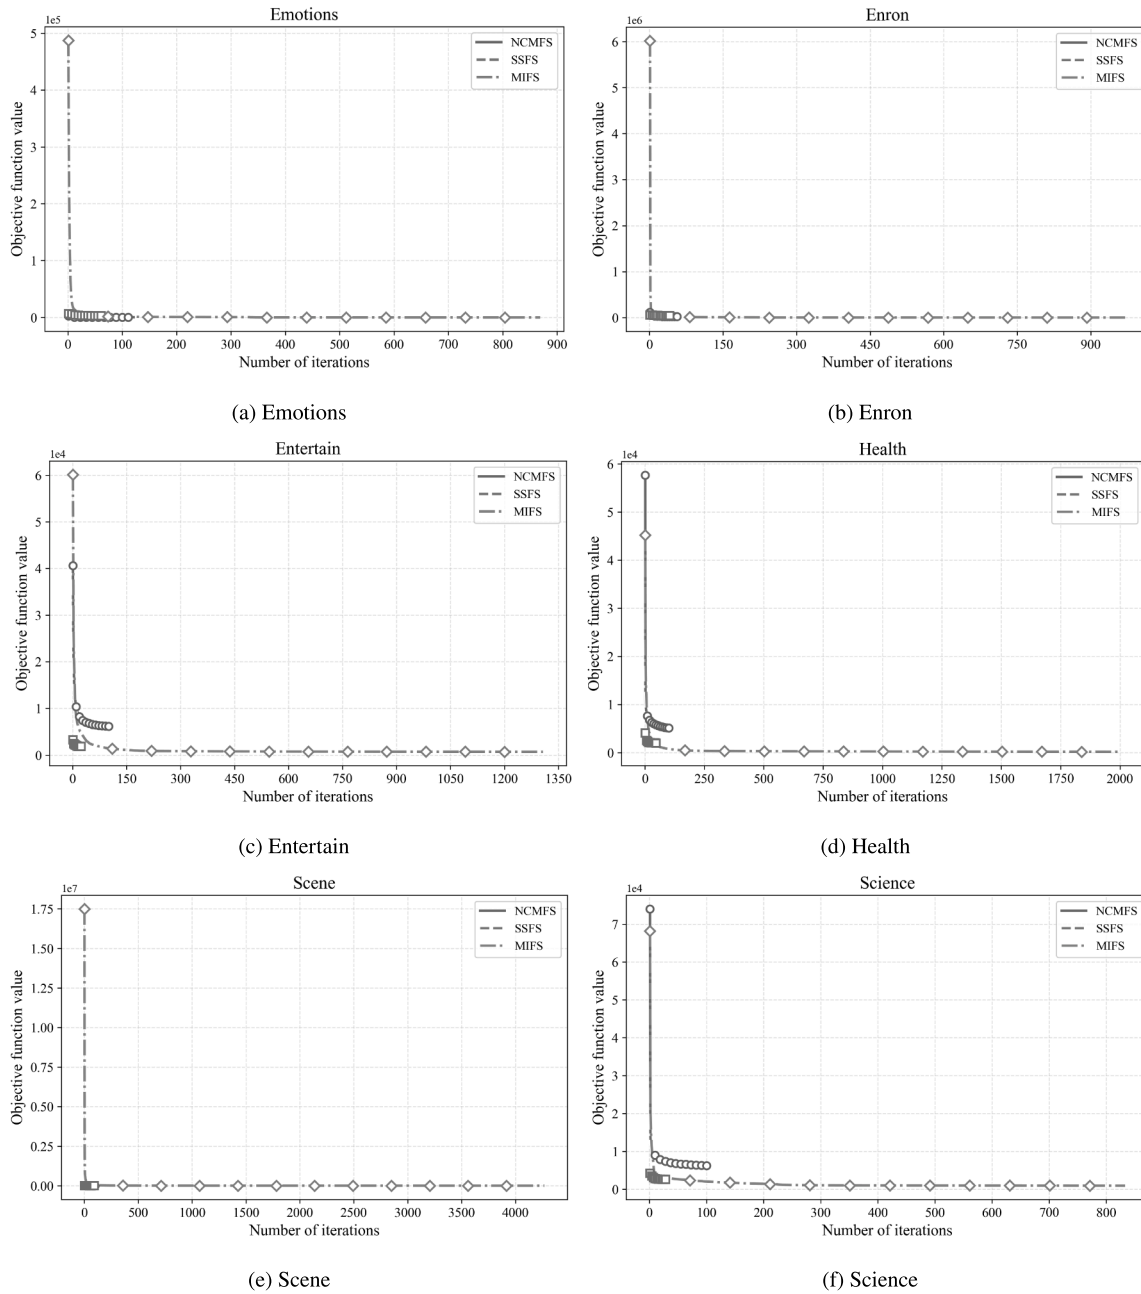 Emotions
1e5
5
4
3
2
1
0
Objective function value
NCMFS
SSFS
MIFS
0 100 200 300 400 500 600 700 800 900
Number of iterations
(a) Emotions
Enron
1e6
6
5
4
3
2
1
0
Objective function value
NCMFS
SSFS
MIFS
0 150 300 450 600 750 900
Number of iterations
(b) Enron
Entertain
1e4
6
5
4
3
2
1
0
Objective function value
NCMFS
SSFS
MIFS
0 150 300 450 600 750 900 1050 1200 1350
Number of iterations
(c) Entertain
Health
1e4
6
5
4
3
2
1
0
Objective function value
NCMFS
SSFS
MIFS
0 250 500 750 1000 1250 1500 1750 2000
Number of iterations
(d) Health
Scene
1e7
1.75
1.50
1.25
1.00
0.75
0.50
0.25
0.00
Objective function value
NCMFS
SSFS
MIFS
0 500 1000 1500 2000 2500 3000 3500 4000
Number of iterations
(e) Scene
Science
1e4
7
6
5
4
3
2
1
0
Objective function value
NCMFS
SSFS
MIFS
0 100 200 300 400 500 600 700 800
Number of iterations
(f) Science